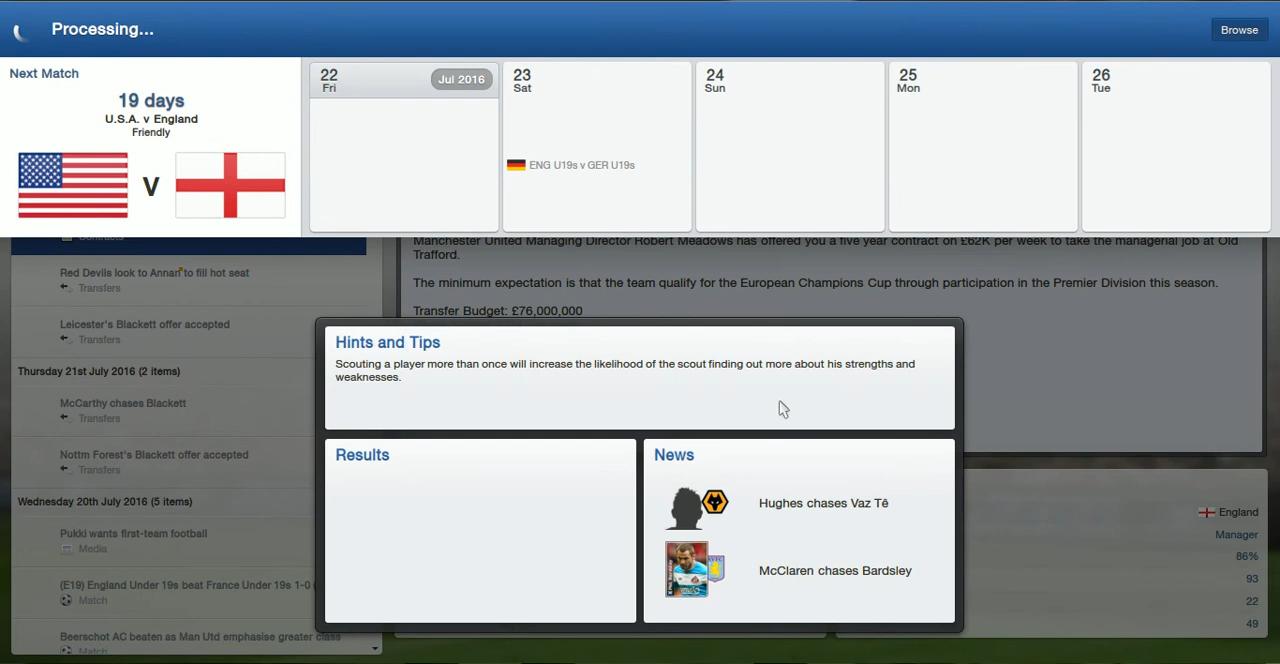 Processing...
Browse
Next Match
19 days
U.S.A. v England
Friendly
V
22
Fri
Jul 2016
23
Sat
ENG U19s v GER U19s
24
Sun
25
Mon
26
Tue
Contracts
Red Devils look to Annan to fill hot seat
Transfers
Leicester's Blackett offer accepted
Transfers
Thursday 21st July 2016 (2 items)
McCarthy chases Blackett
Transfers
Nottm Forest's Blackett offer accepted
Transfers
Wednesday 20th July 2016 (5 items)
Pukki wants first-team football
Media
(E19) England Under 19s beat France Under 19s 1-0
Match
Beerschot AC beaten as Man Utd emphasise greater class
Match
Manchester United Managing Director Robert Meadows has offered you a five year contract on £62K per week to take the managerial job at Old
Trafford.
The minimum expectation is that the team qualify for the European Champions Cup through participation in the Premier Division this season.
Transfer Budget: £76,000,000
Hints and Tips
Scouting a player more than once will increase the likelihood of the scout finding out more about his strengths and
weaknesses.
Results
News
Hughes chases Vaz Tê
McClaren chases Bardsley
England
Manager
86%
93
22
49